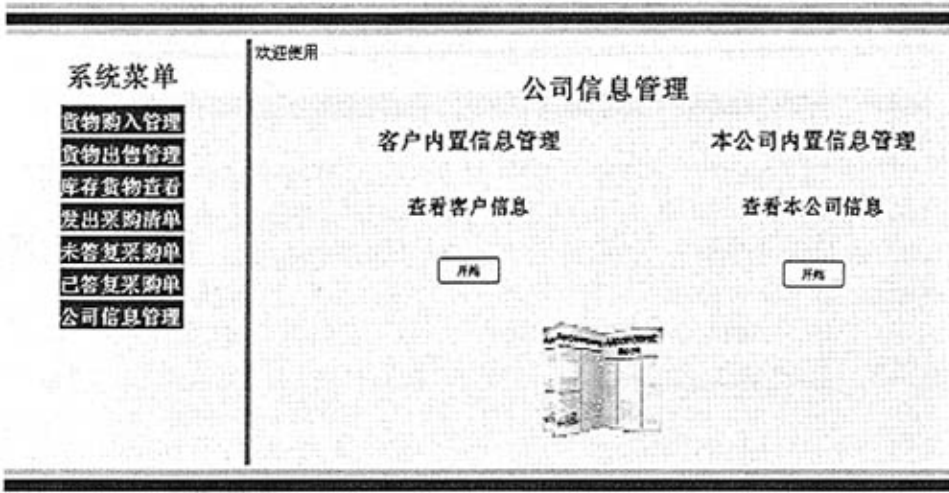 系统菜单
货物购入管理
货物出售管理
库存货物查看
发出采购清单
未答复采购单
已答复采购单
公司信息管理
欢迎使用
公司信息管理
客户内置信息管理
本公司内置信息管理
查看客户信息
查看本公司信息
开始
开始